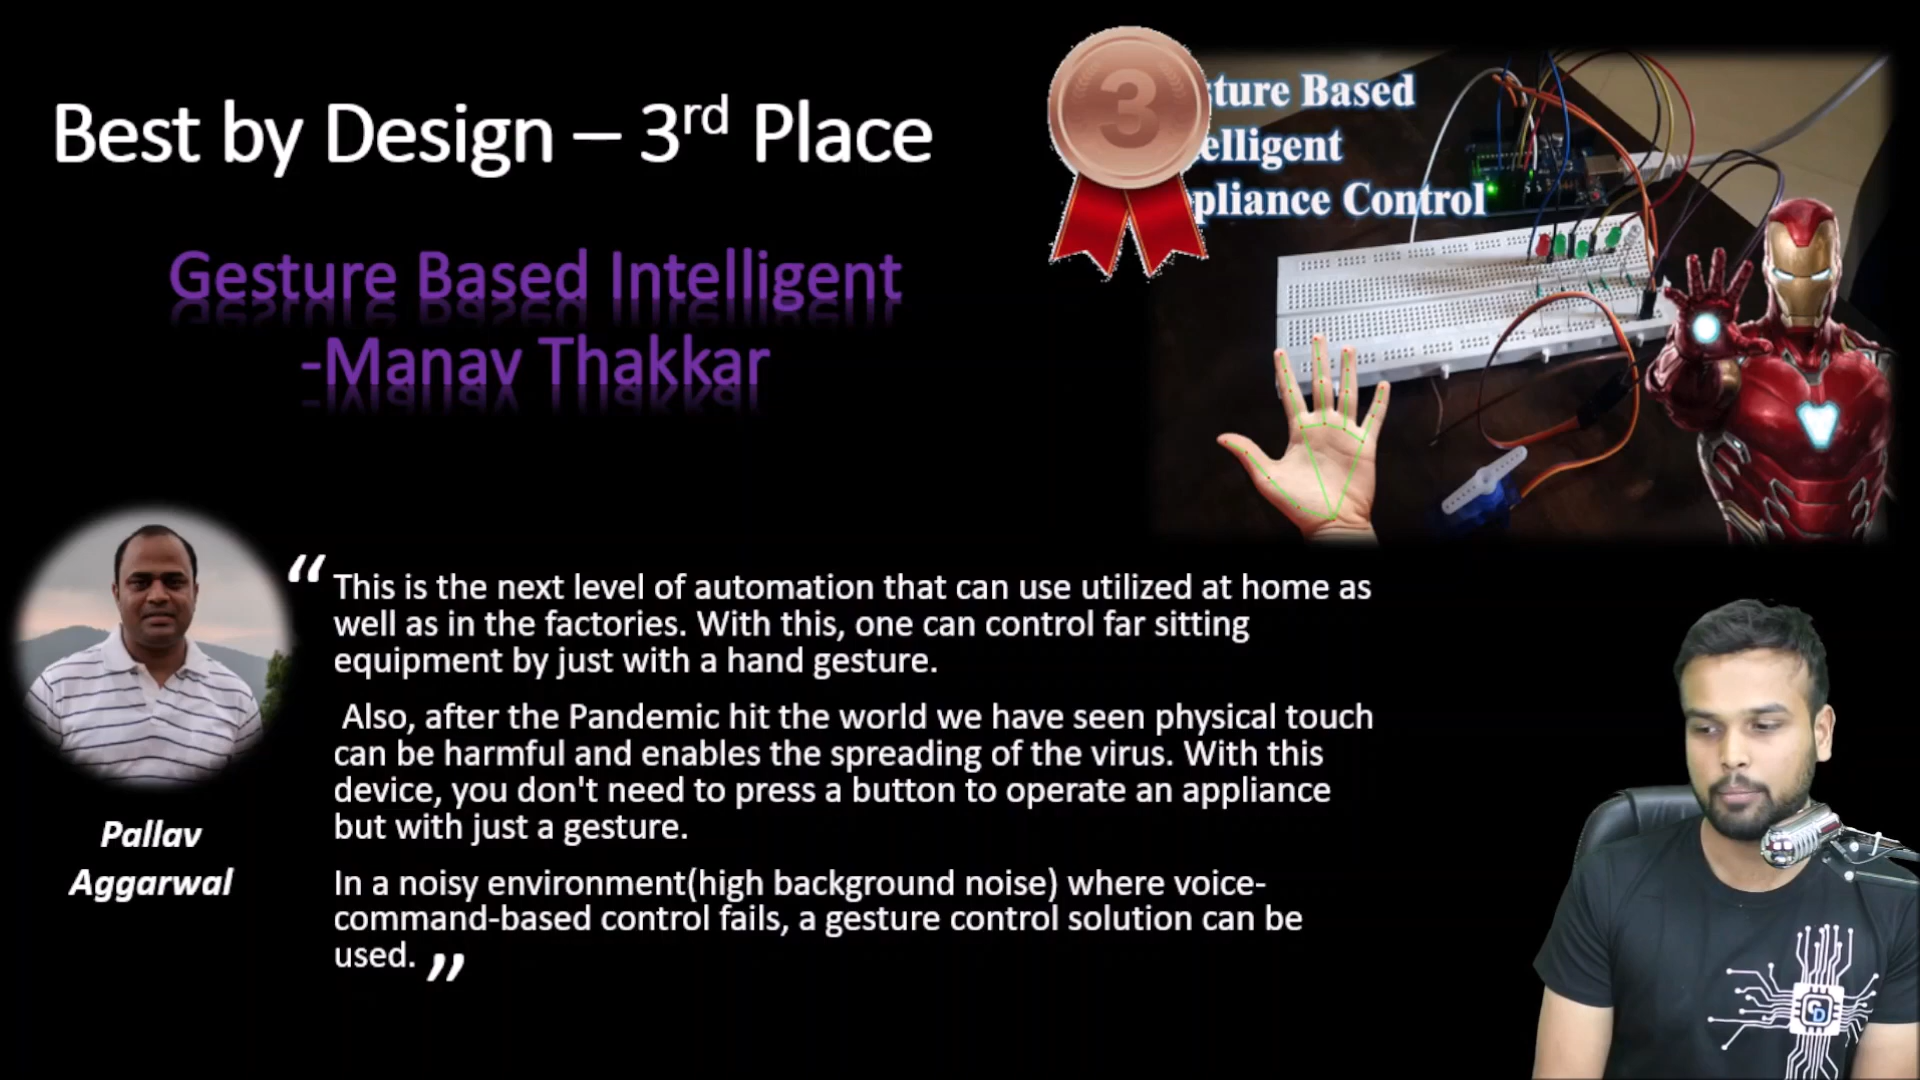 Best by Design – 3rd Place
Gesture Based Intelligent
-Manav Thakkar
3
ture Based
elligent
pliance Control
“ This is the next level of automation that can use utilized at home as
well as in the factories. With this, one can control far sitting
equipment by just with a hand gesture.
Also, after the Pandemic hit the world we have seen physical touch
can be harmful and enables the spreading of the virus. With this
device, you don't need to press a button to operate an appliance
but with just a gesture.
In a noisy environment(high background noise) where voice-
command-based control fails, a gesture control solution can be
used. ”
Pallav
Aggarwal
CD